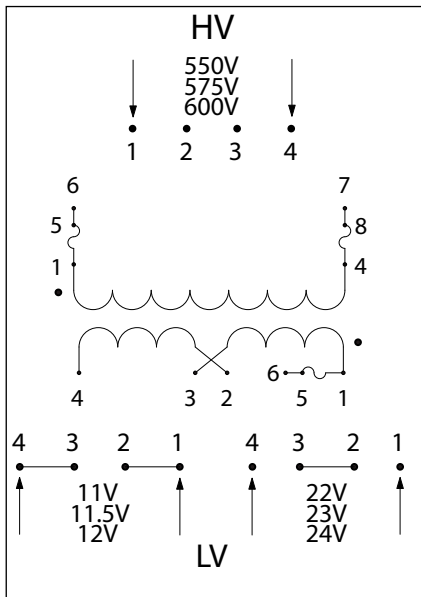 HV
550V
575V
600V
1 2 3 4
6 7
5 8
1 4
4 3 2 6 5 1
4 3 2 1 4 3 2 1
11V 22V
11.5V 23V
12V 24V
LV